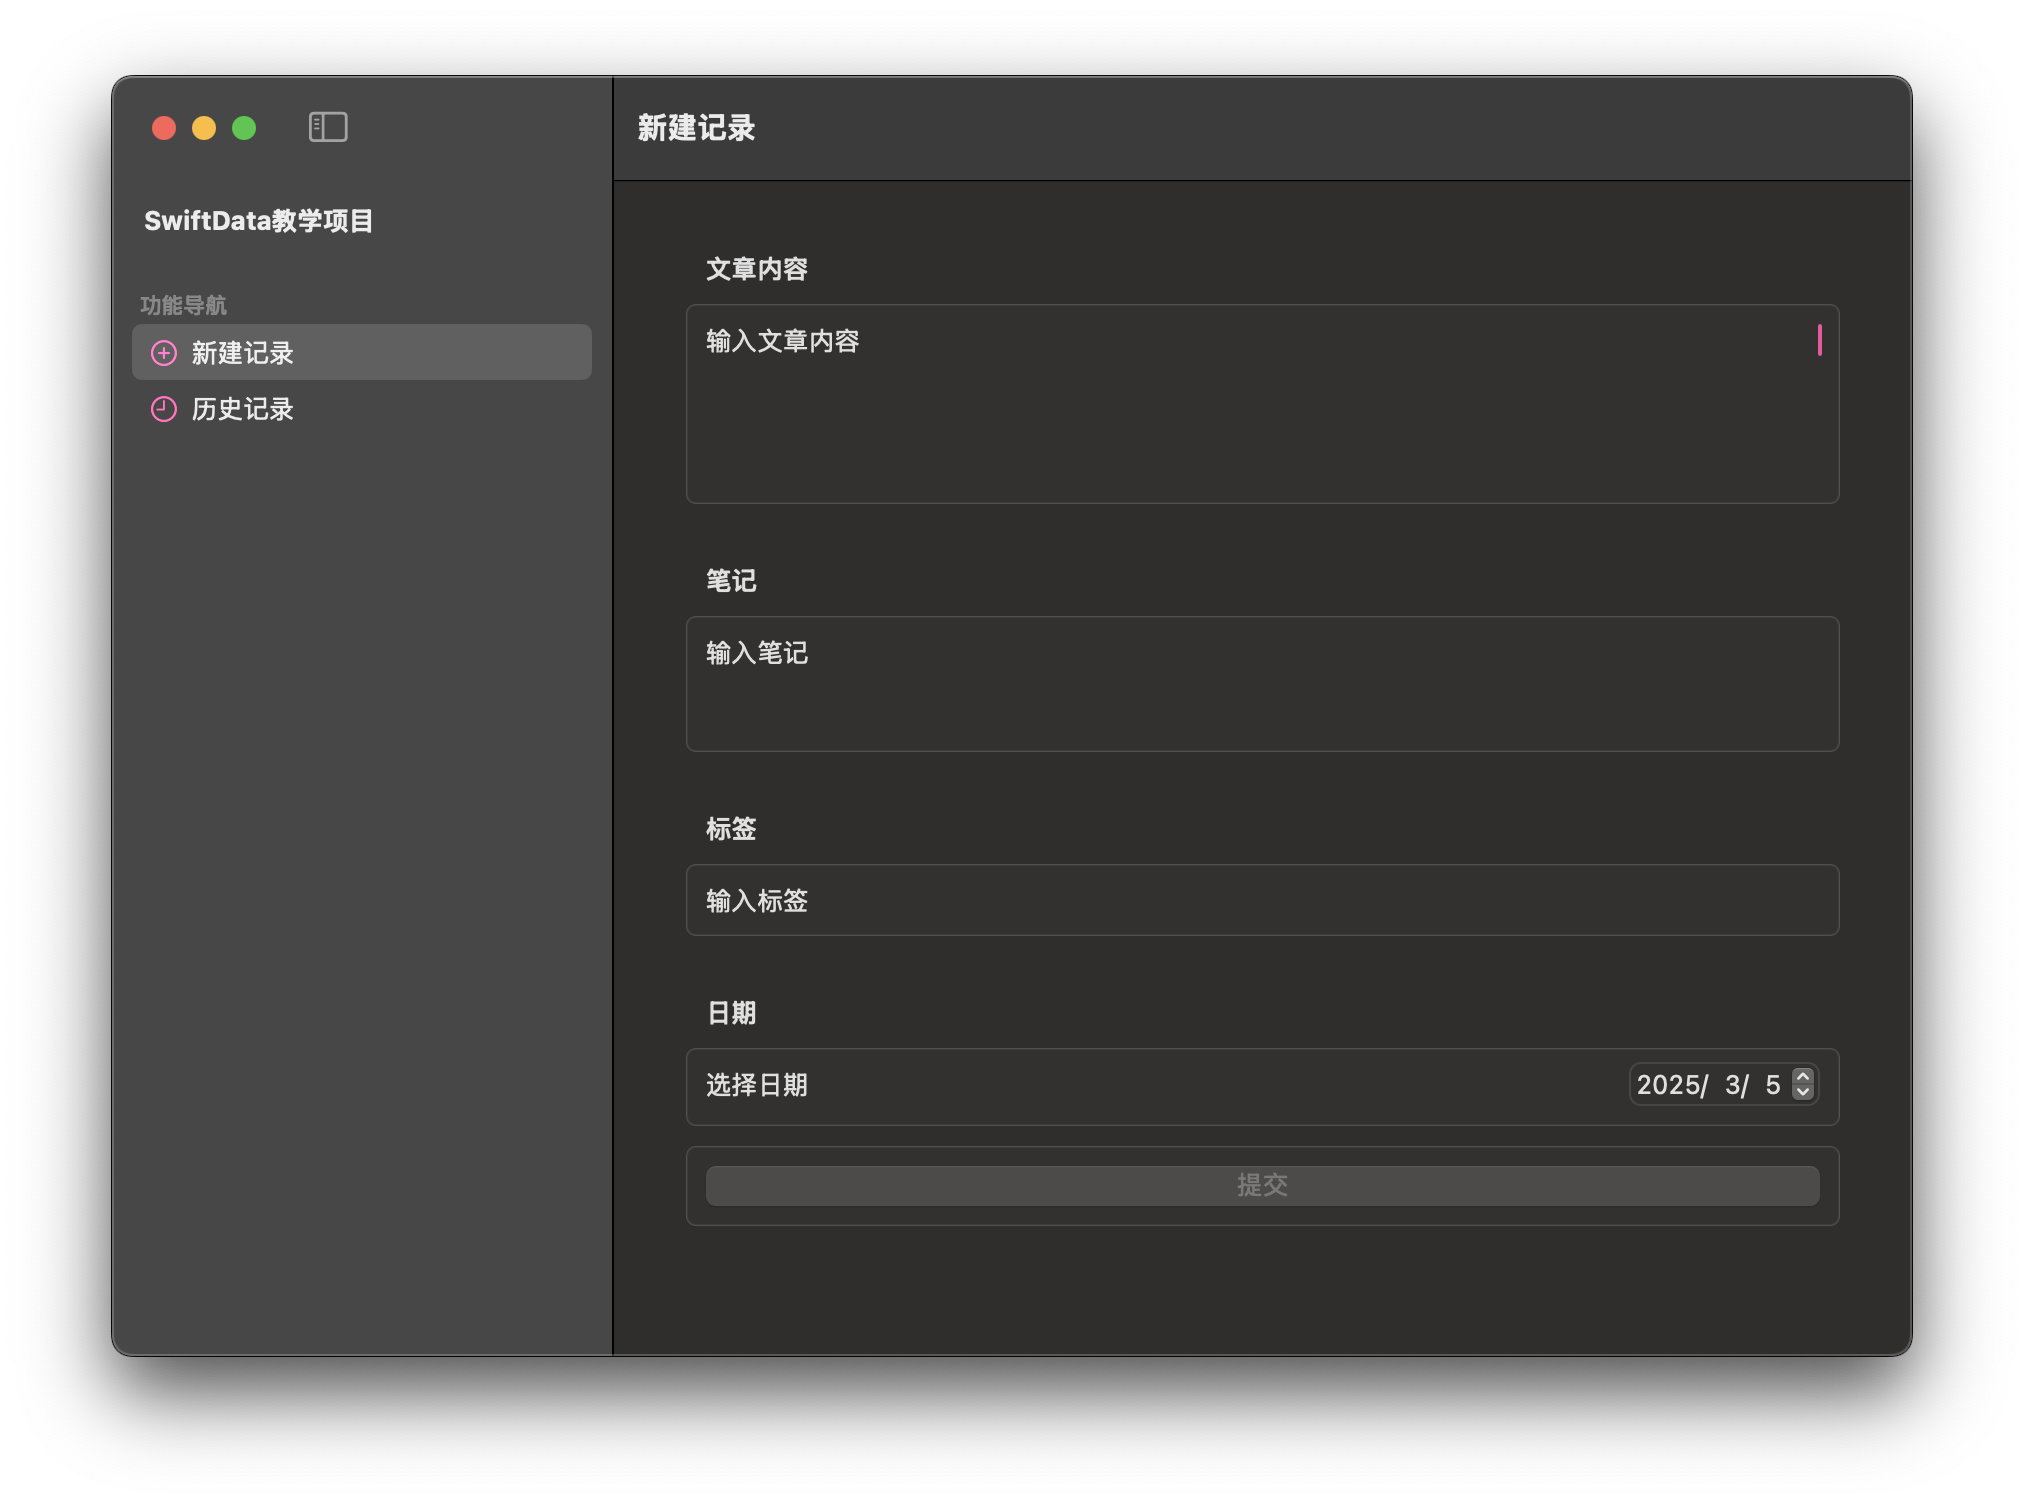 新建记录
SwiftData教学项目
功能导航
新建记录
历史记录
文章内容
输入文章内容
笔记
输入笔记
标签
输入标签
日期
选择日期 2025/ 3/ 5
提交